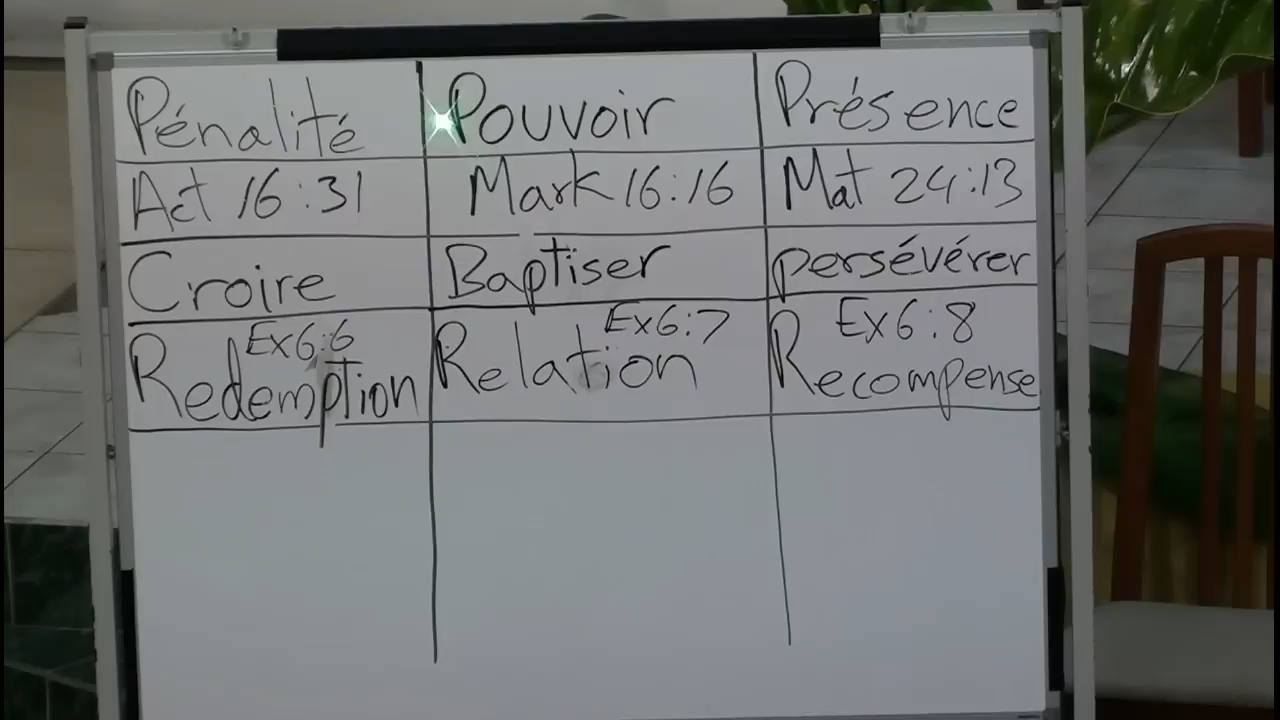 Pénalité Pouvoir Présence
Act 16:31 Mark 16:16 Mat 24:13
Croire Baptiser persévérer
Ex6:6 Ex6:7 Ex6:8
Redemption Relation Recompense